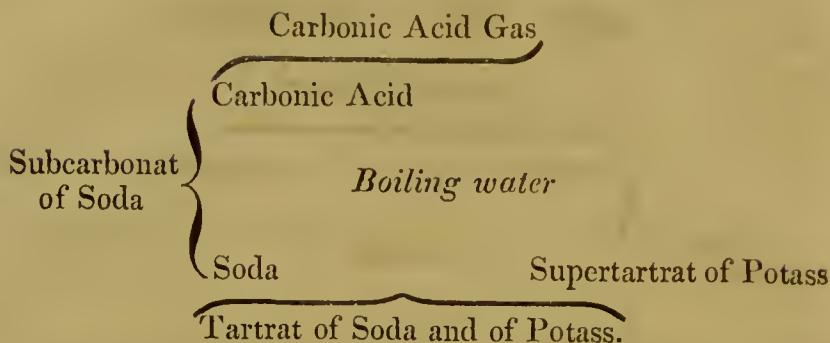 Carbonic Acid Gas
Carbonic Acid
Subcarbonat
of Soda
Boiling water
Soda
Supertartrat of Potass
Tartrat of Soda and of Potass.